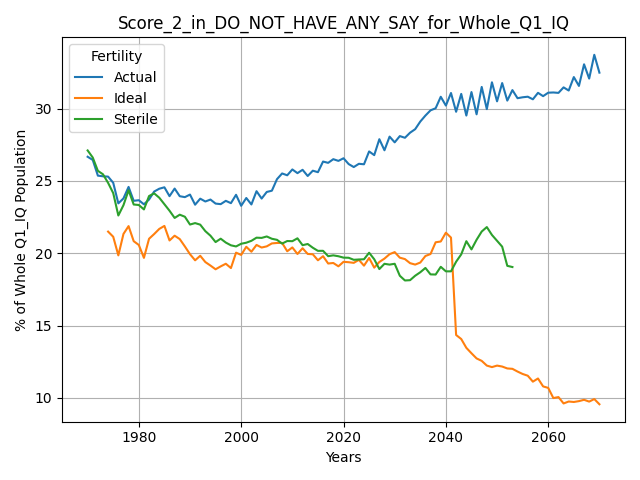 Score_2_in_DO_NOT_HAVE_ANY_SAY_for_Whole_Q1_IQ
Fertility
Actual
Ideal
Sterile
% of Whole Q1_IQ Population
30
25
20
15
10
1980
2000
2020
2040
2060
Years